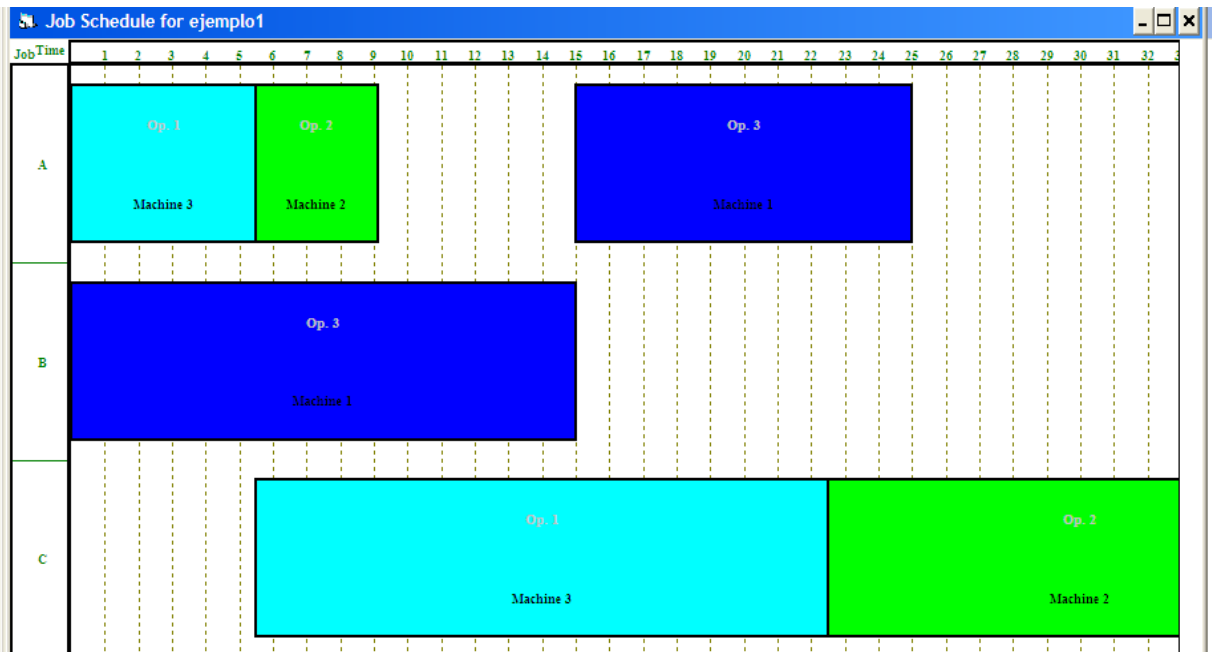 Job Schedule for ejemplo1
Job Time 1 2 3 4 5 6 7 8 9 10 11 12 13 14 15 16 17 18 19 20 21 22 23 24 25 26 27 28 29 30 31 32
Op. 1 Op. 2 Op. 3
A
Machine 3 Machine 2 Machine 1
Op. 3
B
Machine 1
Op. 1 Op. 2
C
Machine 3 Machine 2